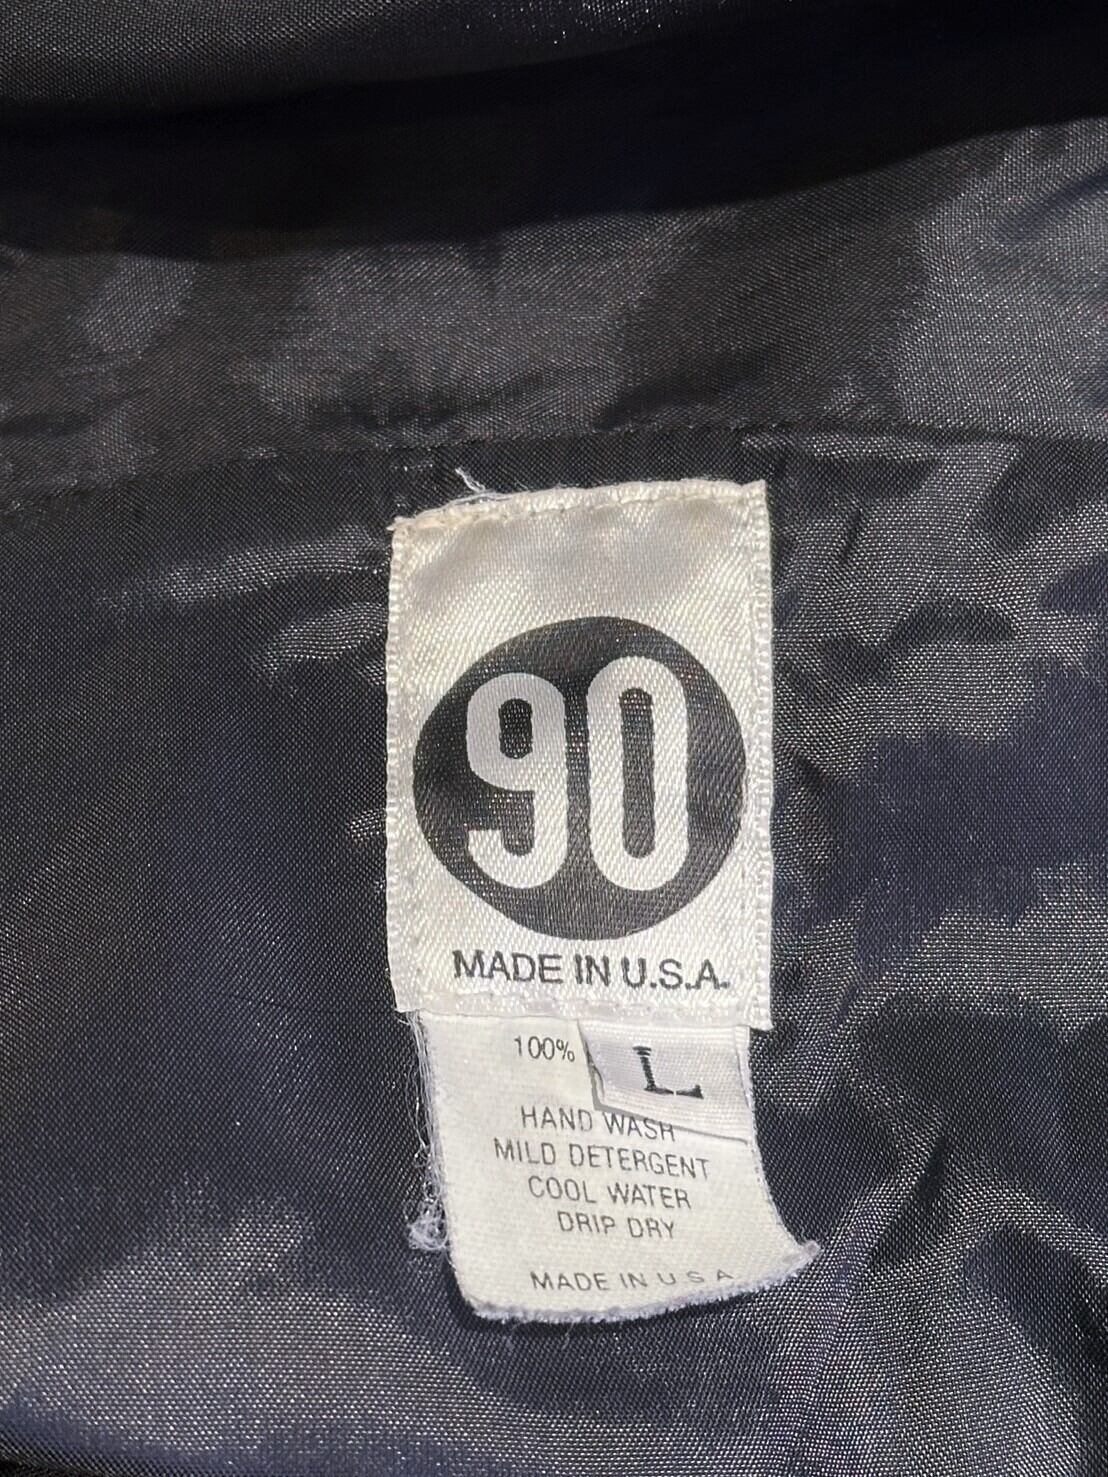 90
MADE IN U.S.A.
100%
L
HAND WASH
MILD DETERGENT
COOL WATER
DRIP DRY
MADE IN U S A